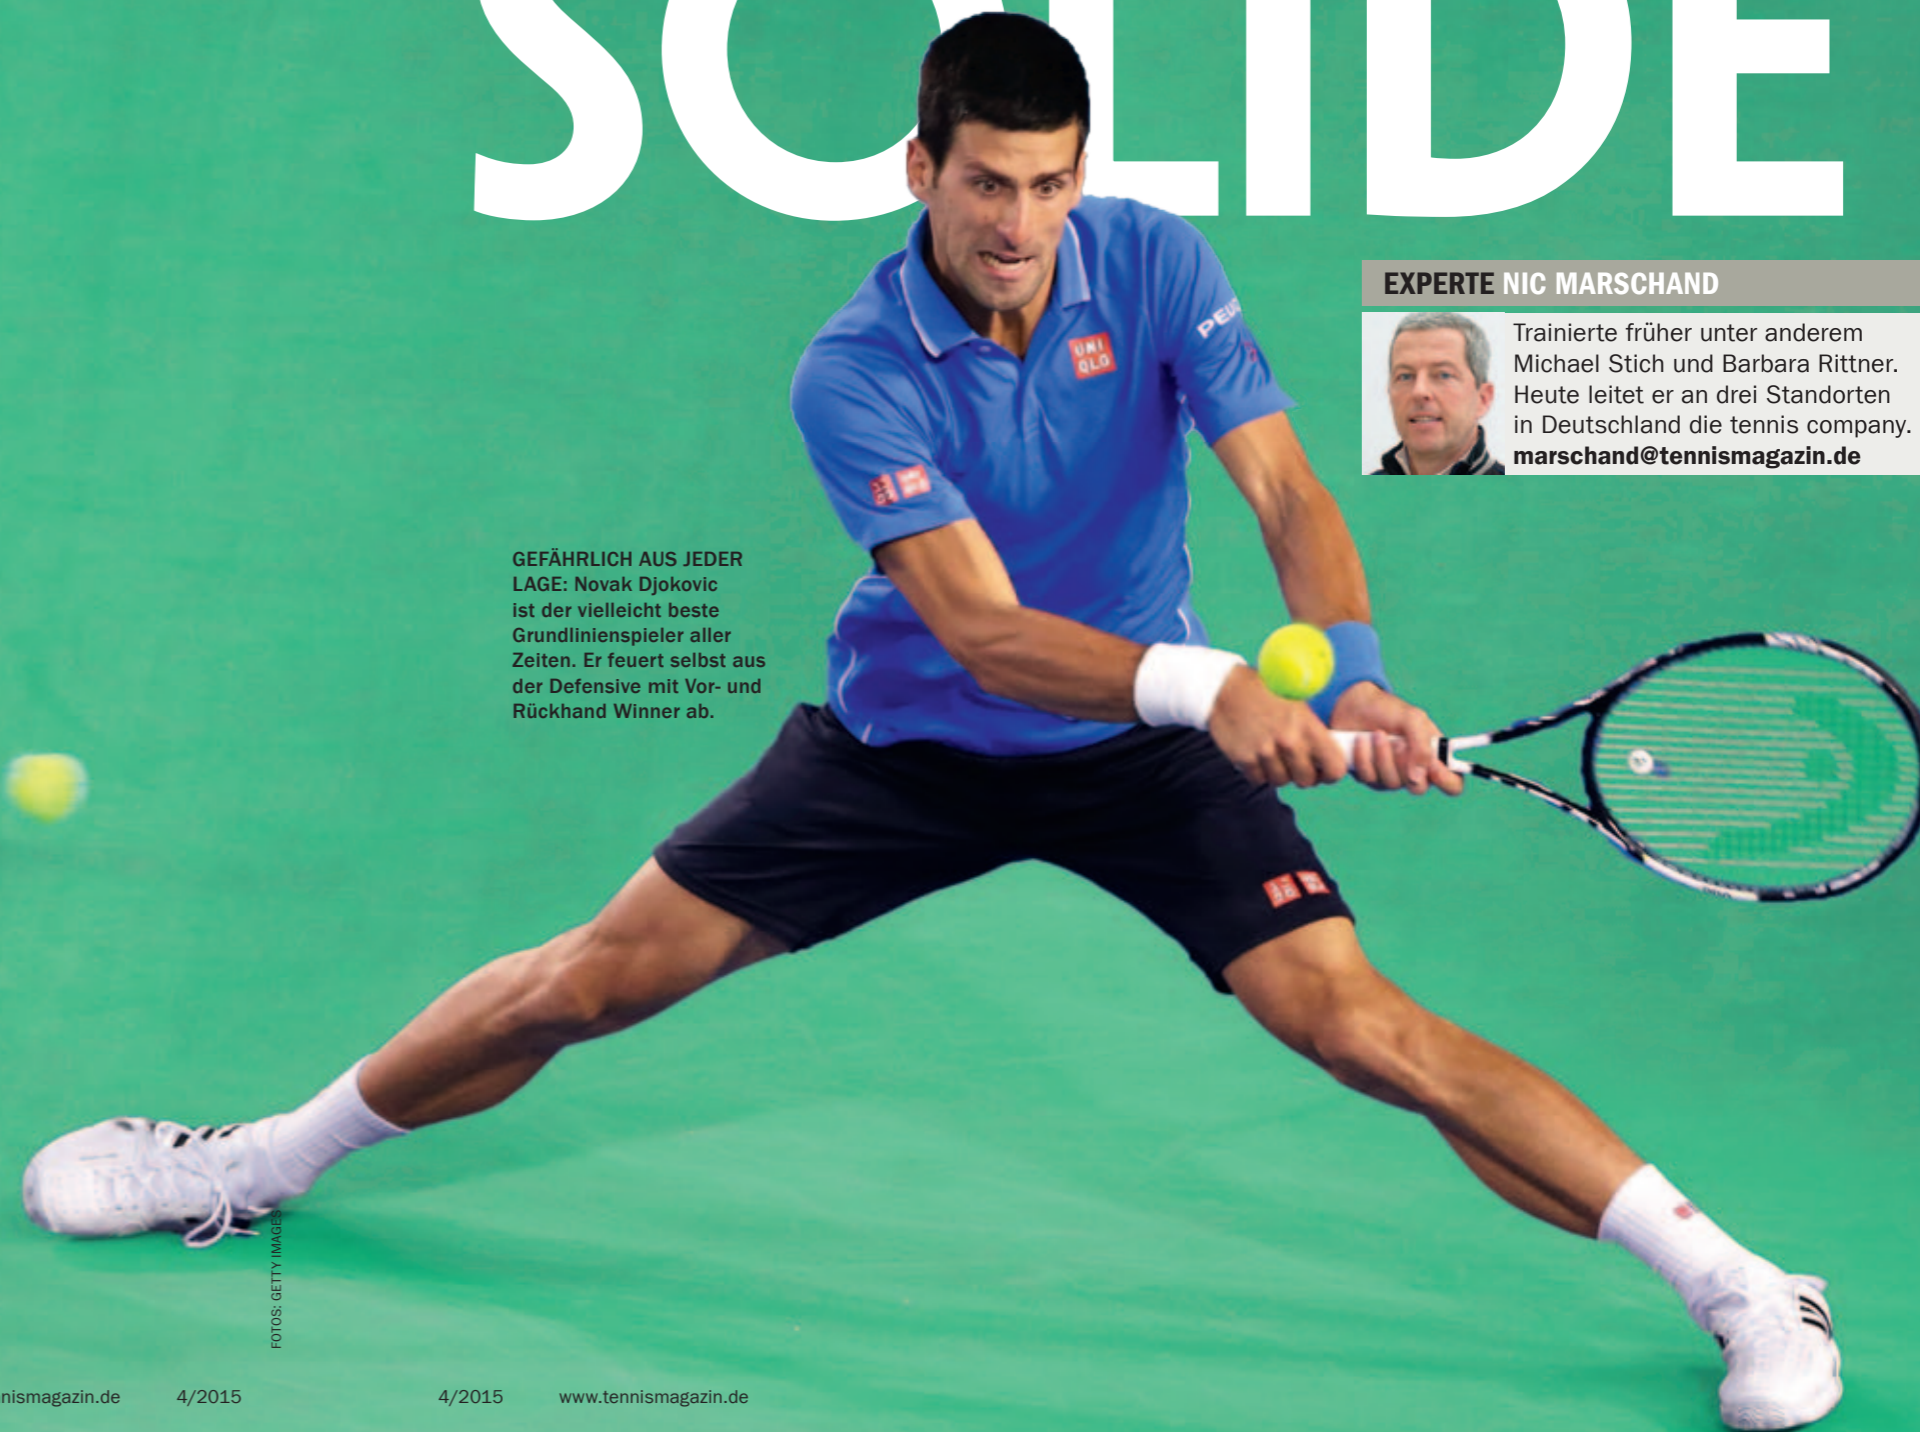 SOLIDE
EXPERTE NIC MARSCHAND
Trainierte früher unter anderem
Michael Stich und Barbara Rittner.
Heute leitet er an drei Standorten
in Deutschland die tennis company.
marschand@tennismagazin.de
UNI
QLO
GEFÄHRLICH AUS JEDER
LAGE: Novak Djokovic
ist der vielleicht beste
Grundlinienspieler aller
Zeiten. Er feuert selbst aus
der Defensive mit Vor- und
Rückhand Winner ab.
FOTOS: GETTY IMAGES
nismagazin.de 4/2015 4/2015 www.tennismagazin.de